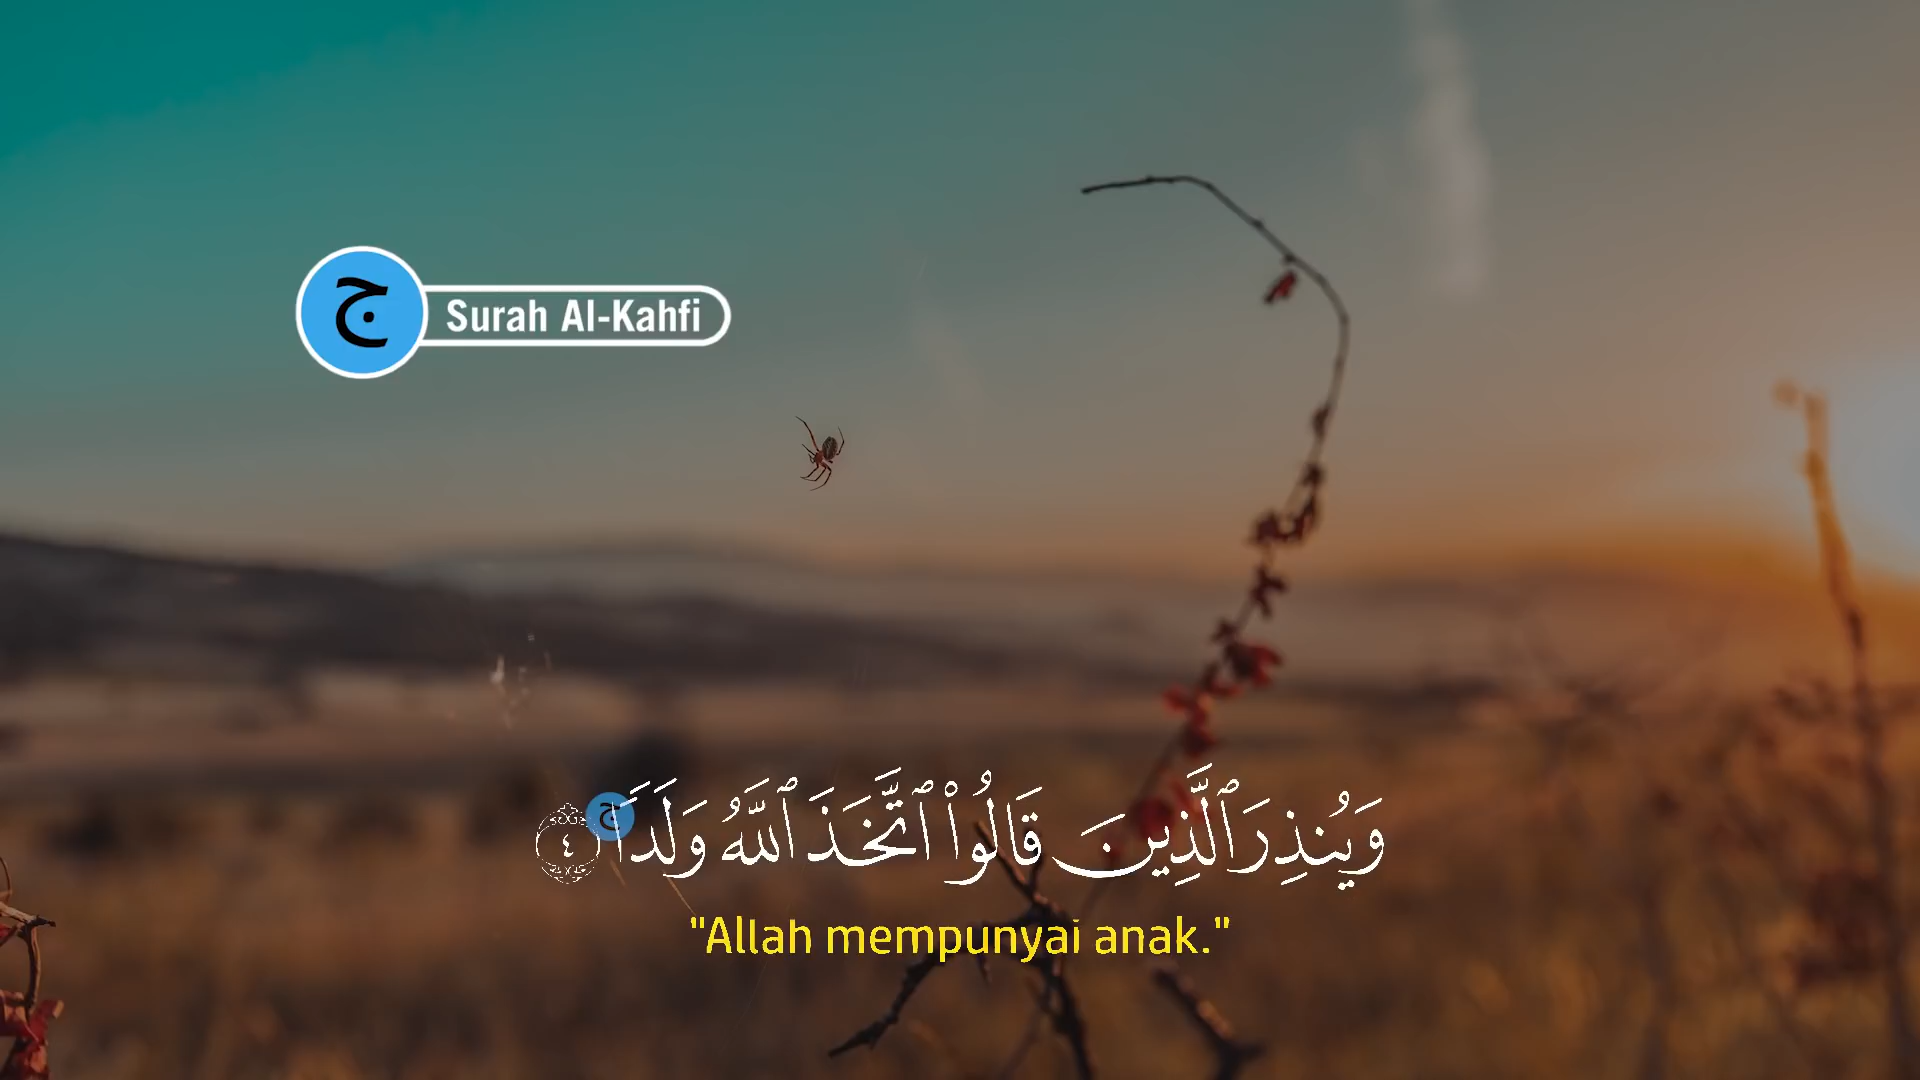 ج
Surah Al-Kahfi
ج
وَيُنذِرَ ٱلَّذِينَ قَالُوا۟ ٱتَّخَذَ ٱللَّهُ وَلَدًا ٤
"Allah mempunyai anak."